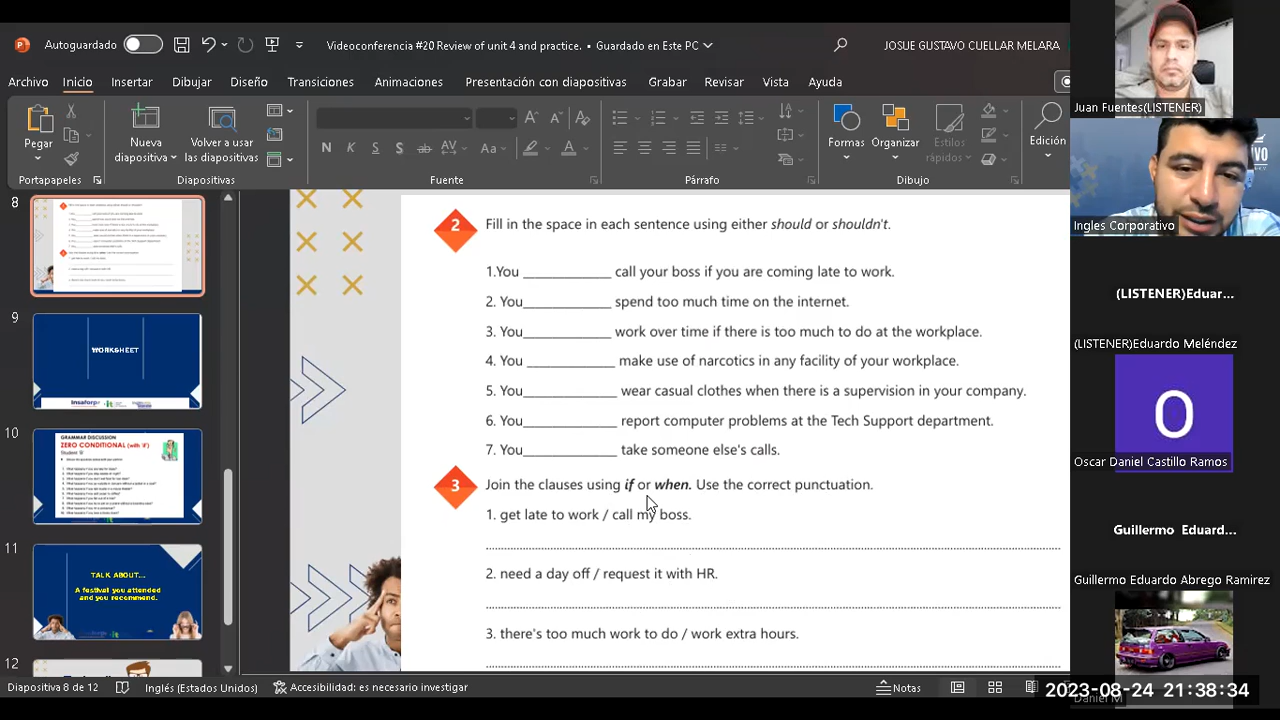 Autoguardado
Videoconferencia #20 Review of unit 4 and practice. • Guardado en Este PC
JOSUE GUSTAVO CUELLAR MELARA
Archivo Inicio Insertar Dibujar Diseño Transiciones Animaciones sentación con diapositivas Grabar Revisar Vista Ayuda
Pegar
Nueva diapositiva
Volver a usar las diapositivas
Formas
Organizar
Estilos rápidos
Edición
Portapapeles
Diapositivas
Fuente
Párrafo
Dibujo
8
9
WORKSHEET
10
GRAMMAR DISCUSSION
ZERO CONDITIONAL (with 'if')
11
TALK ABOUT...
A festival you attended
and you recommend.
12
2 Fill in the space in each sentence using either should or shouldn't.
1.You _____________ call your boss if you are coming late to work.
2. You_____________ spend too much time on the internet.
3. You_____________ work over time if there is too much to do at the workplace.
4. You _____________ make use of narcotics in any facility of your workplace.
5. You______________ wear casual clothes when there is a supervision in your company.
6. You______________ report computer problems at the Tech Support department.
7. You______________ take someone else's calls.
3 Join the clauses using if or when. Use the correct punctuation.
1. get late to work / call my boss.
2. need a day off / request it with HR.
3. there's too much work to do / work extra hours.
Diapositiva 8 de 12
Inglés (Estados Unidos)
Accesibilidad: es necesario investigar
Notas
Juan Fuentes(LISTENER)
Ingles Corporativo
(LISTENER)Eduar...
(LISTENER)Eduardo Meléndez
O
Oscar Daniel Castillo Ramos
Guillermo Eduard...
Guillermo Eduardo Abrego Ramirez
Daniel M
2023-08-24 21:38:34